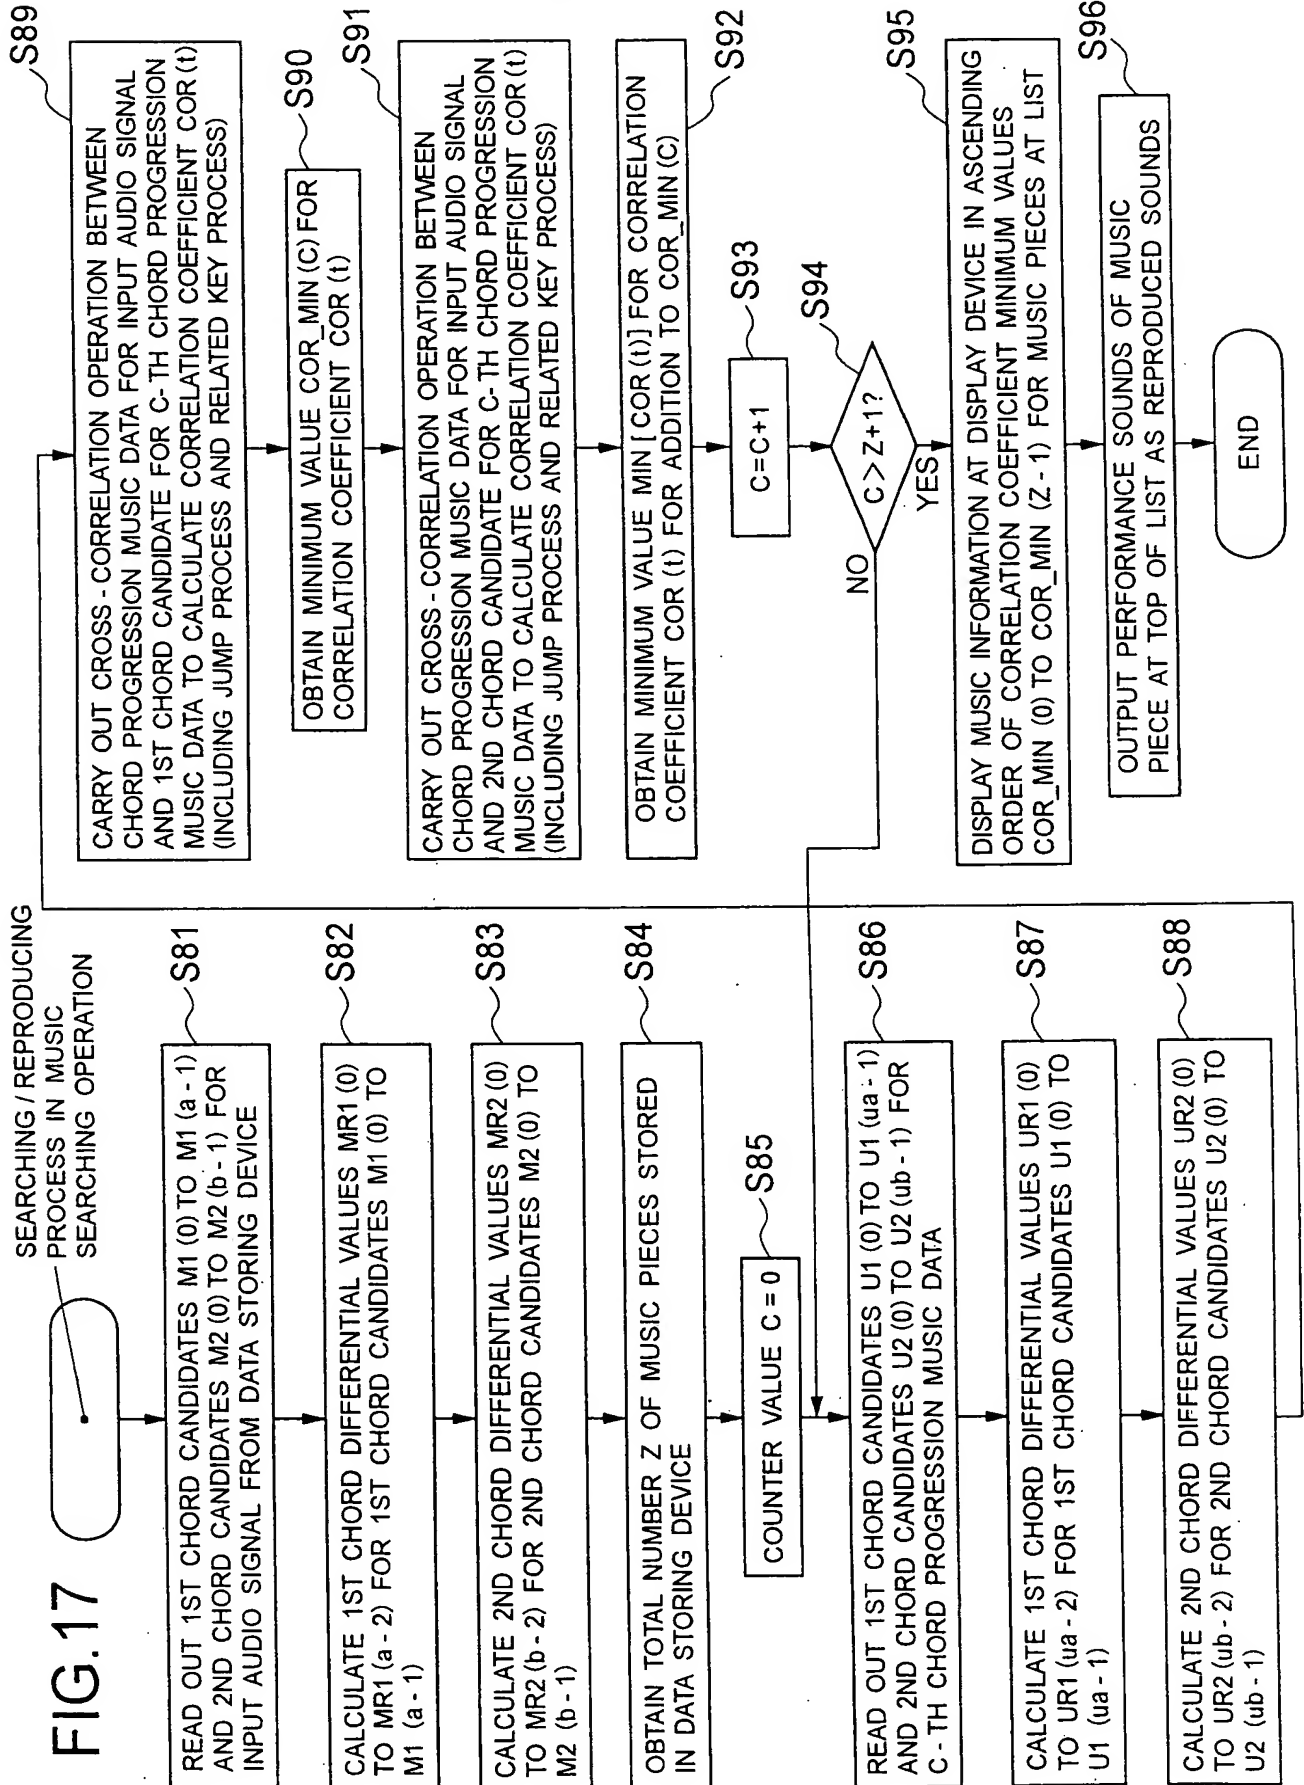 FIG.17
SEARCHING / REPRODUCING
PROCESS IN MUSIC
SEARCHING OPERATION
READ OUT 1ST CHORD CANDIDATES M1 (0) TO M1 (a - 1)
AND 2ND CHORD CANDIDATES M2 (0) TO M2 (b - 1) FOR
INPUT AUDIO SIGNAL FROM DATA STORING DEVICE
S81
CALCULATE 1ST CHORD DIFFERENTIAL VALUES MR1 (0)
TO MR1 (a - 2) FOR 1ST CHORD CANDIDATES M1 (0) TO
M1 (a - 1)
S82
CALCULATE 2ND CHORD DIFFERENTIAL VALUES MR2 (0)
TO MR2 (b - 2) FOR 2ND CHORD CANDIDATES M2 (0) TO
M2 (b - 1)
S83
OBTAIN TOTAL NUMBER Z OF MUSIC PIECES STORED
IN DATA STORING DEVICE
S84
COUNTER VALUE C = 0
S85
READ OUT 1ST CHORD CANDIDATES U1 (0) TO U1 (ua - 1)
AND 2ND CHORD CANDIDATES U2 (0) TO U2 (ub - 1) FOR
C - TH CHORD PROGRESSION MUSIC DATA
S86
CALCULATE 1ST CHORD DIFFERENTIAL VALUES UR1 (0)
TO UR1 (ua - 2) FOR 1ST CHORD CANDIDATES U1 (0) TO
U1 (ua - 1)
S87
CALCULATE 2ND CHORD DIFFERENTIAL VALUES UR2 (0)
TO UR2 (ub - 2) FOR 2ND CHORD CANDIDATES U2 (0) TO
U2 (ub - 1)
S88
CARRY OUT CROSS - CORRELATION OPERATION BETWEEN
CHORD PROGRESSION MUSIC DATA FOR INPUT AUDIO SIGNAL
AND 1ST CHORD CANDIDATE FOR C- TH CHORD PROGRESSION
MUSIC DATA TO CALCULATE CORRELATION COEFFICIENT COR (t)
(INCLUDING JUMP PROCESS AND RELATED KEY PROCESS)
S89
OBTAIN MINIMUM VALUE COR_MIN (C) FOR
CORRELATION COEFFICIENT COR (t)
S90
CARRY OUT CROSS - CORRELATION OPERATION BETWEEN
CHORD PROGRESSION MUSIC DATA FOR INPUT AUDIO SIGNAL
AND 2ND CHORD CANDIDATE FOR C- TH CHORD PROGRESSION
MUSIC DATA TO CALCULATE CORRELATION COEFFICIENT COR (t)
(INCLUDING JUMP PROCESS AND RELATED KEY PROCESS)
S91
OBTAIN MINIMUM VALUE MIN [ COR (t) ] FOR CORRELATION
COEFFICIENT COR (t) FOR ADDITION TO COR_MIN (C)
S92
C=C+1
S93
C>Z+1?
S94
NO
YES
DISPLAY MUSIC INFORMATION AT DISPLAY DEVICE IN ASCENDING
ORDER OF CORRELATION COEFFICIENT MINIMUM VALUES
COR_MIN (0) TO COR_MIN (Z - 1) FOR MUSIC PIECES AT LIST
S95
OUTPUT PERFORMANCE SOUNDS OF MUSIC
PIECE AT TOP OF LIST AS REPRODUCED SOUNDS
S96
END